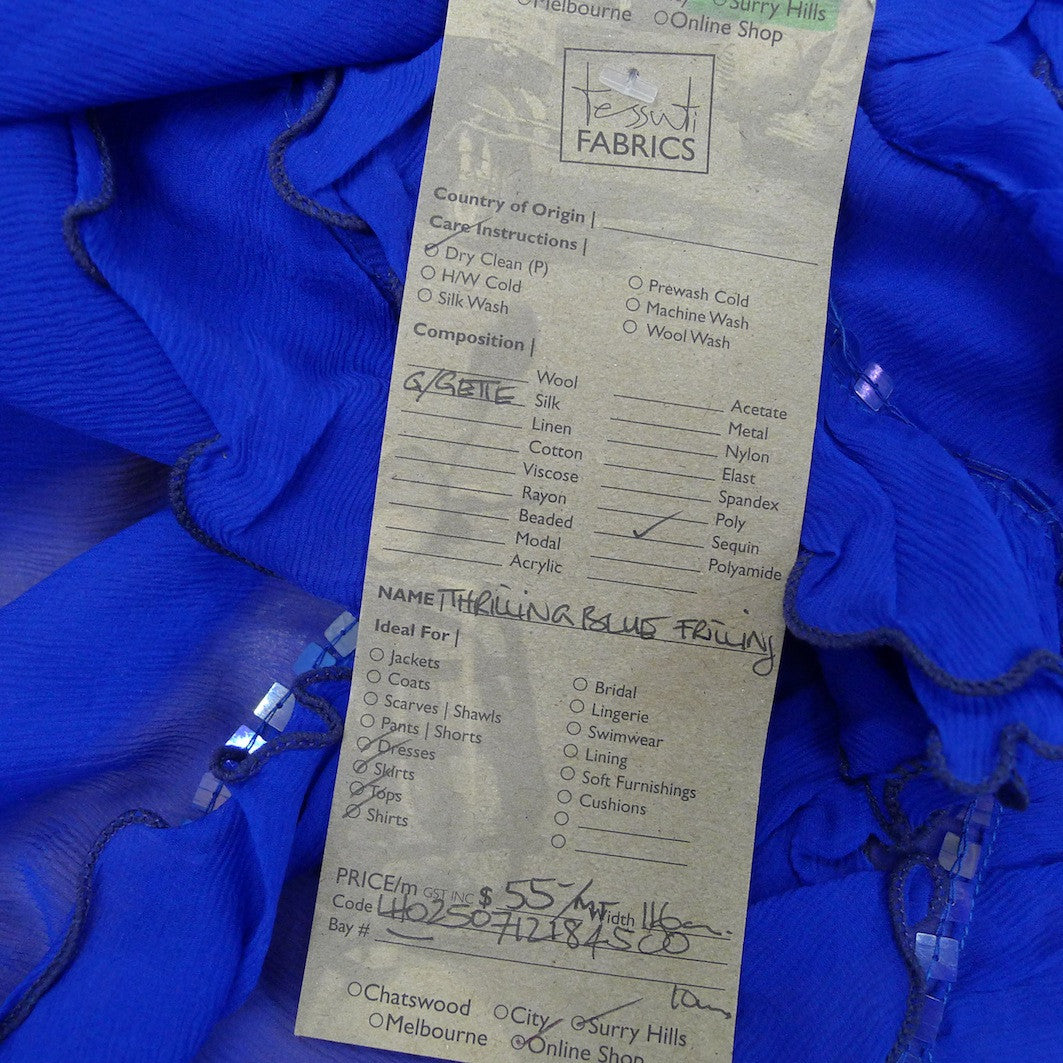 Surry Hills
Melbourne Online Shop
tessuti
FABRICS
Country of Origin |
Care Instructions |
Dry Clean (P)
H/W Cold
Silk Wash
Prewash Cold
Machine Wash
Wool Wash
Composition |
Wool
G/GETTE Silk
Linen
Cotton
Viscose
Rayon
Beaded
Modal
Acrylic
Acetate
Metal
Nylon
Elast
Spandex
Poly
Sequin
Polyamide
NAME THRILLING BLUE FRILLING
Ideal For |
Jackets
Coats
Scarves | Shawls
Pants | Shorts
Dresses
Skirts
Tops
Shirts
Bridal
Lingerie
Swimwear
Lining
Soft Furnishings
Cushions
PRICE/m GST INC $ 55-/mt Width 116cm.
Code LH0250712184500
Bay #
Chatswood City Surry Hills
Melbourne Online Shop